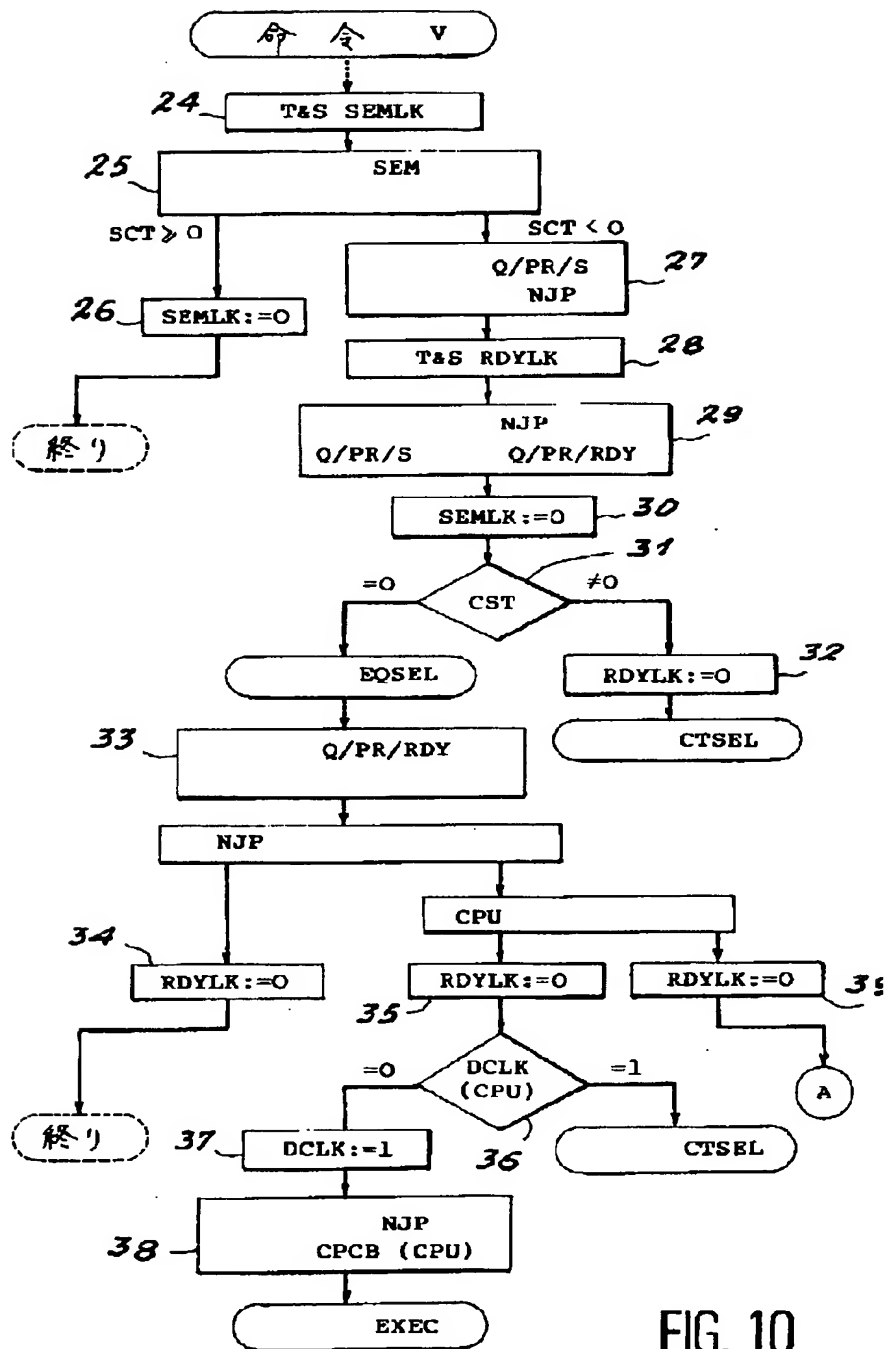 命 令 V
24
T&S SEMLK
25
SEM
SCT≥0
SCT<0
Q/PR/S
NJP
27
26
SEMLK:=0
T&S RDYLK
28
終り
NJP
Q/PR/S Q/PR/RDY
29
SEMLK:=0
30
31
=0
CST
≠0
EQSEL
RDYLK:=0
32
CTSEL
33
Q/PR/RDY
NJP
CPU
34
RDYLK:=0
RDYLK:=0
35
RDYLK:=0
=0
DCLK
(CPU)
=1
36
A
終り
37
DCLK:=1
CTSEL
38
NJP
CPCB (CPU)
EXEC
FIG. 10